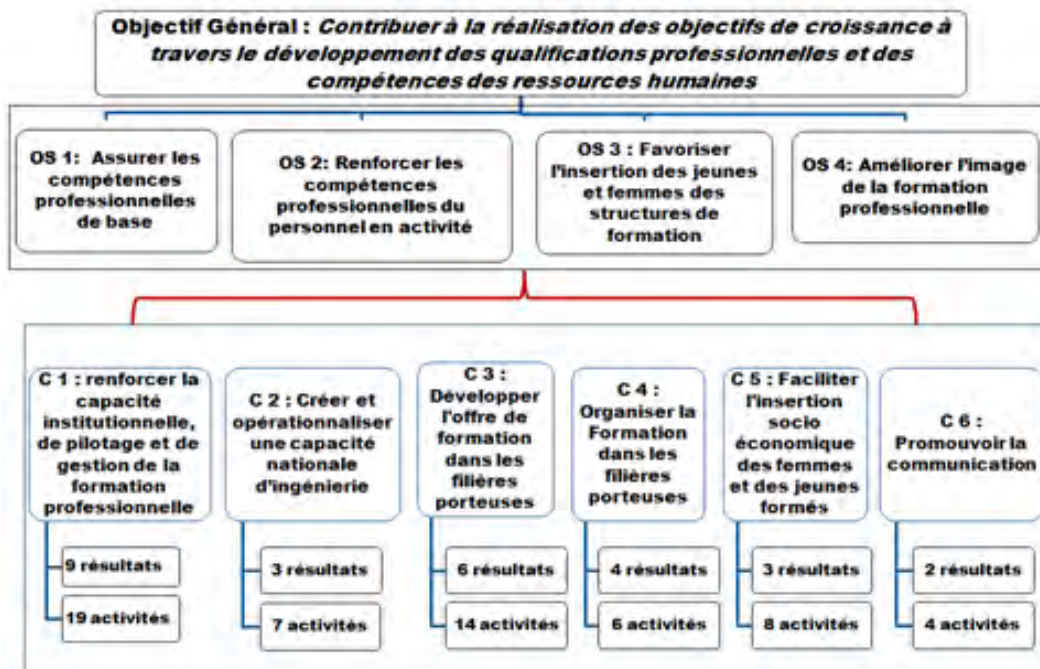 Objectif Général : Contribuer à la réalisation des objectifs de croissance à
travers le développement des qualifications professionnelles et des
compétences des ressources humaines
OS 1: Assurer les
compétences
professionnelles
de base
OS 2: Renforcer les
compétences
professionnelles du
personnel en activité
OS 3 : Favoriser
l'insertion des jeunes
et femmes des
structures de
formation
OS 4: Améliorer l'image
de la formation
professionnelle
C 1 : renforcer la
capacité
institutionnelle,
de pilotage et de
gestion de la
formation
professionnelle
9 résultats
19 activités
C 2 : Créer et
opérationnaliser
une capacité
nationale
d'ingénierie
3 résultats
7 activités
C 3 :
Développer
l'offre de
formation
dans les
filières
porteuses
6 résultats
14 activités
C 4 :
Organiser la
Formation
dans les
filières
porteuses
4 résultats
6 activités
C 5 : Faciliter
l'insertion
socio
économique
des femmes
et des jeunes
formés
3 résultats
8 activités
C 6 :
Promouvoir la
communication
2 résultats
4 activités